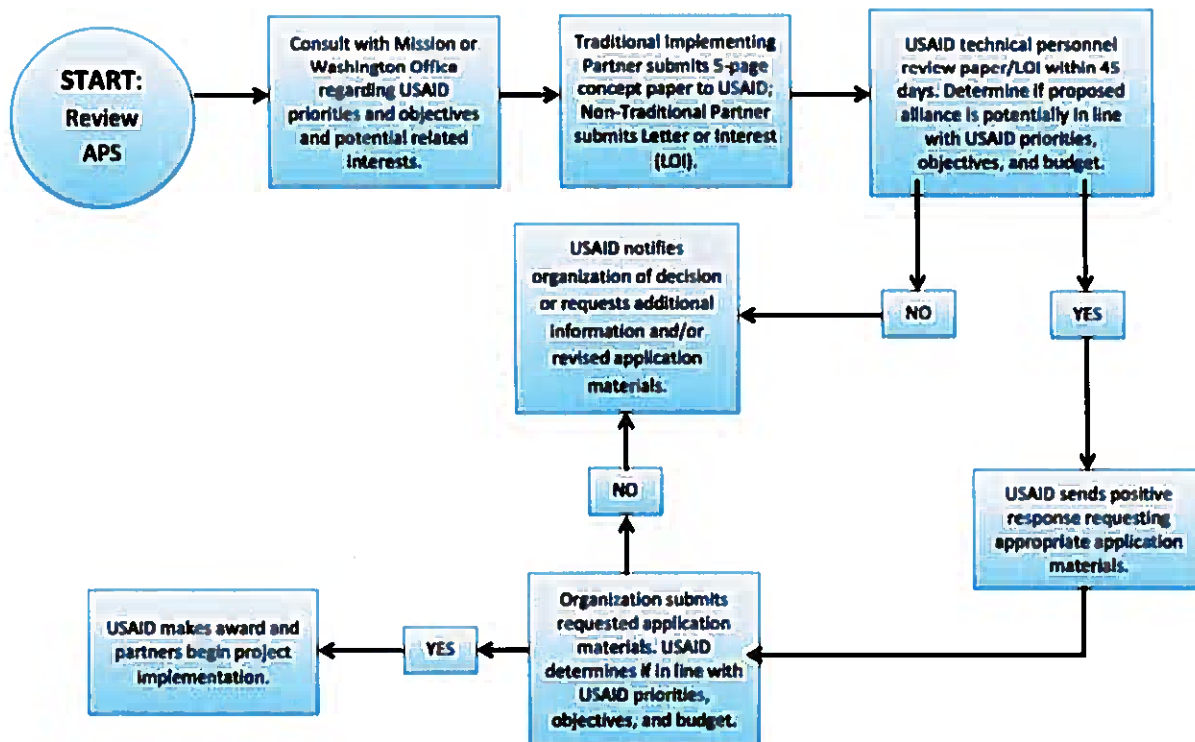 START:
Review
APS
Consult with Mission or
Washington Office
regarding USAID
priorities and objectives
and potential related
interests.
Traditional Implementing
Partner submits 5-page
concept paper to USAID;
Non-Traditional Partner
submits Letter or Interest
(LOI).
USAID technical personnel
review paper/LOI within 45
days. Determine if proposed
alliance is potentially in line
with USAID priorities,
objectives, and budget.
NO
YES
USAID notifies
organization of decision
or requests additional
information and/or
revised application
materials.
NO
USAID sends positive
response requesting
appropriate application
materials.
Organization submits
requested application
materials. USAID
determines if in line with
USAID priorities,
objectives, and budget.
YES
USAID makes award and
partners begin project
implementation.